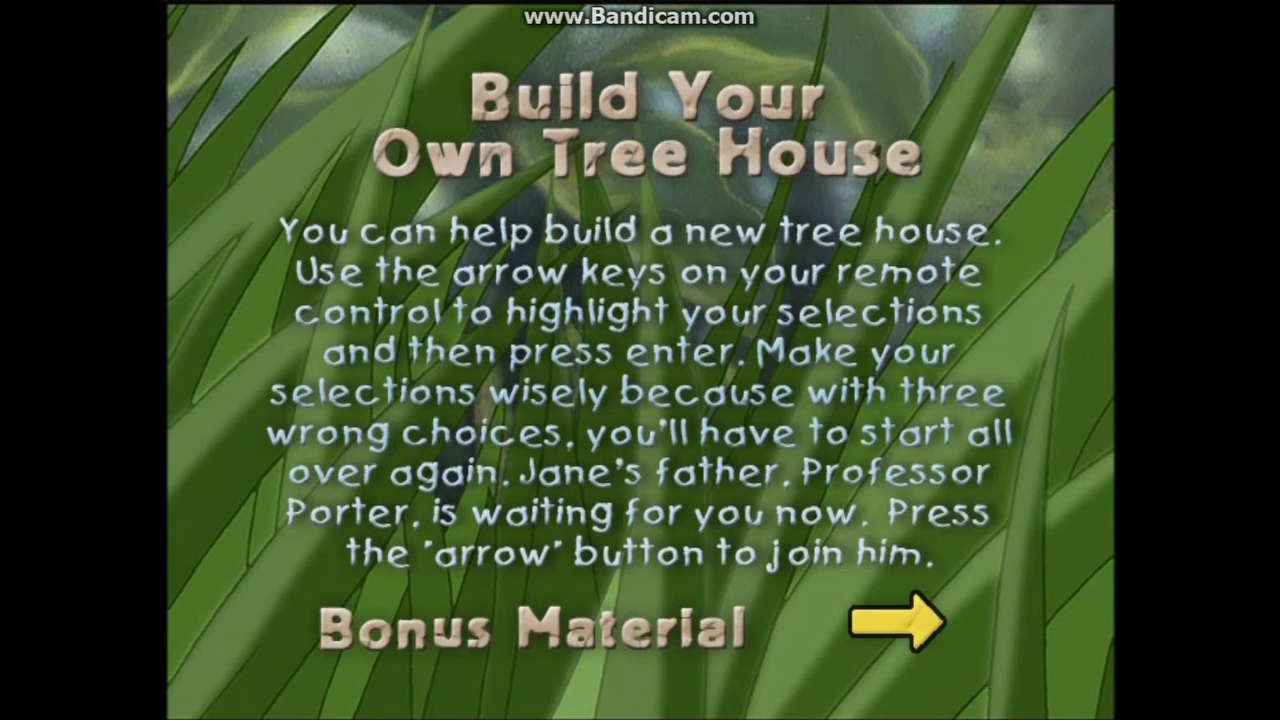 www.Bandicam.com
Build Your
Own Tree House
You can help build a new tree house.
Use the arrow keys on your remote
control to highlight your selections
and then press enter. Make your
selections wisely because with three
wrong choices, you'll have to start all
over again. Jane's father, Professor
Porter, is waiting for you now. Press
the 'arrow' button to join him.
Bonus Material